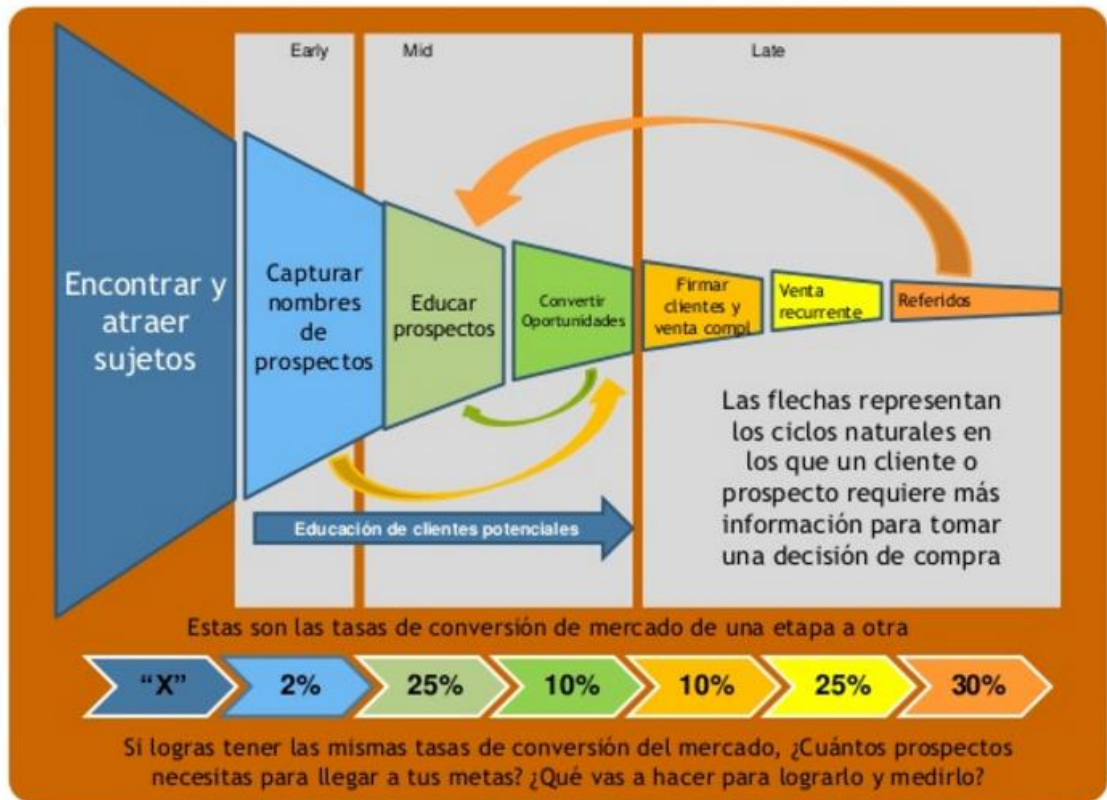 Early
Mid
Late
Encontrar y
atraer
sujetos
Capturar
nombres
de
prospectos
Educar
prospectos
Convertir
Oportunidades
Firmar
clientes y
venta compl
Venta
recurrente
Referidos
Las flechas representan
los ciclos naturales en
los que un cliente o
prospecto requiere más
información para tomar
una decisión de compra
Educación de clientes potenciales
Estas son las tasas de conversión de mercado de una etapa a otra
“X”
2%
25%
10%
10%
25%
30%
Si logras tener las mismas tasas de conversión del mercado, ¿Cuántos prospectos
necesitas para llegar a tus metas? ¿Qué vas a hacer para lograrlo y medirlo?